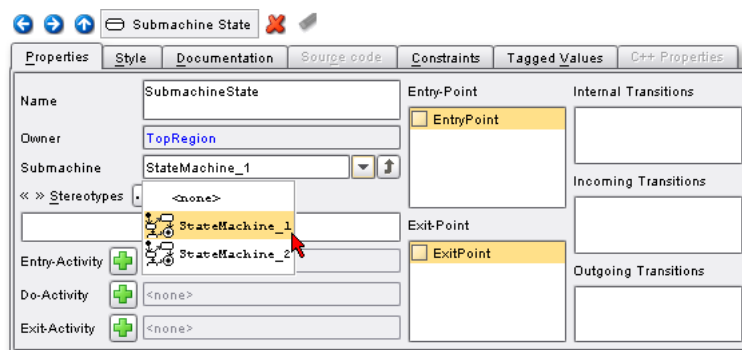 Submachine State
Properties Style Documentation Source code Constraints Tagged Values C++ Properties
Name SubmachineState
Owner TopRegion
Submachine StateMachine_1
« » Stereotypes
<none>
StateMachine_1
StateMachine_2
Entry-Activity
Do-Activity <none>
Exit-Activity <none>
Entry-Point
EntryPoint
Exit-Point
ExitPoint
Internal Transitions
Incoming Transitions
Outgoing Transitions